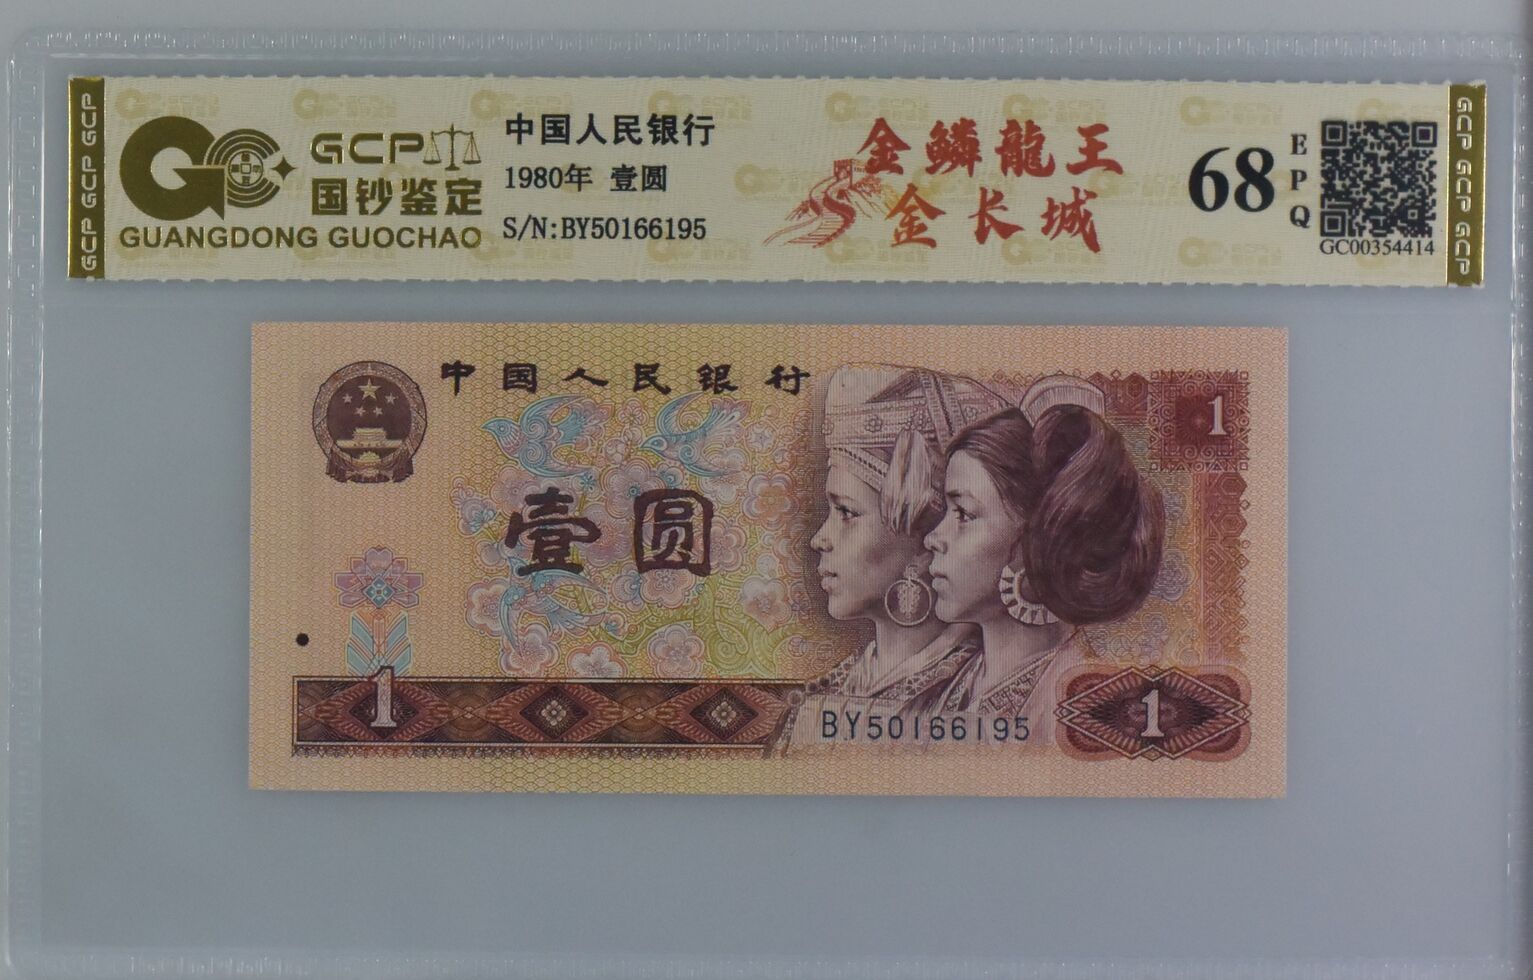 GCP GCP GCP
GCP
国钞鉴定
GUANGDONG GUOCHAO
中国人民银行
1980年 壹圆
S/N:BY50166195
金鳞龍王
金长城
68
EPQ
GC00354414
GCP GCP GCP
中国人民银行
1
壹圆
1
BY50166195
1